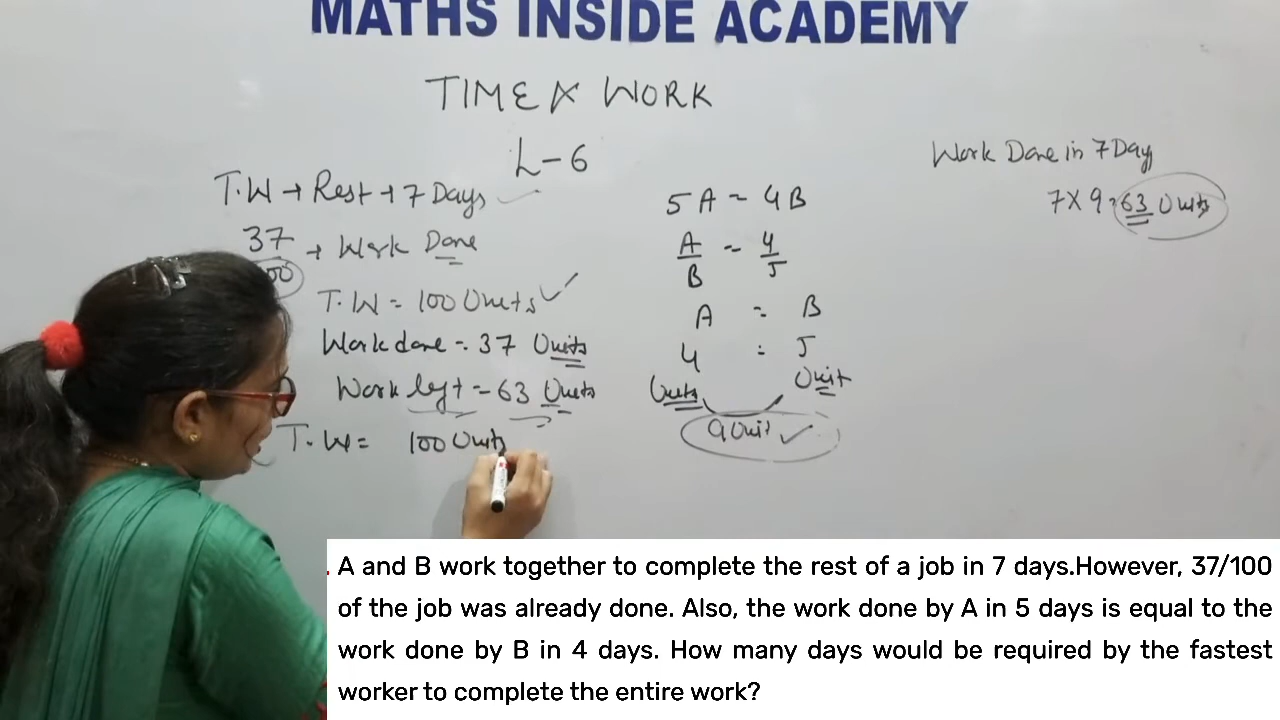 MATHS INSIDE ACADEMY
TIME & WORK
L-6
T.W → Rest → 7 Days
37 → Work Done
00
T.W = 100 Units ✓
Work done = 37 Units
Work left = 63 Units
T.W = 100 Units
5A = 4B
A/B = 4/5
A : B
4 : 5
Units Unit
9 Unit ✓
Work Done in 7 Day
7 X 9 = 63 Units
A and B work together to complete the rest of a job in 7 days.However, 37/100
of the job was already done. Also, the work done by A in 5 days is equal to the
work done by B in 4 days. How many days would be required by the fastest
worker to complete the entire work?